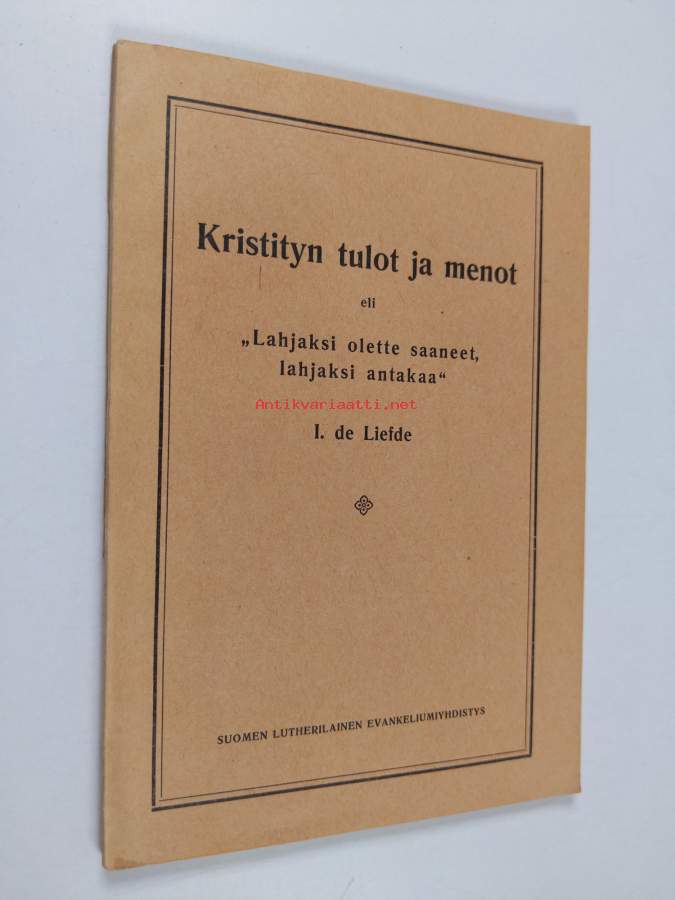 Kristityn tulot ja menot
eli
„Lahjaksi olette saaneet,
lahjaksi antakaa“
Antikvariaatti.net
I. de Liefde
SUOMEN LUTHERILAINEN EVANKELIUMIYHDISTYS